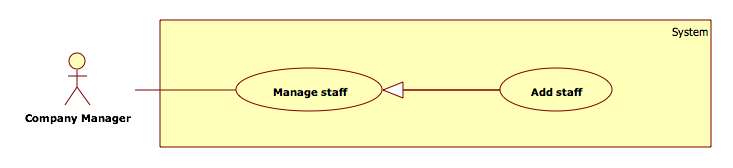 System
Manage staff
Add staff
Company Manager